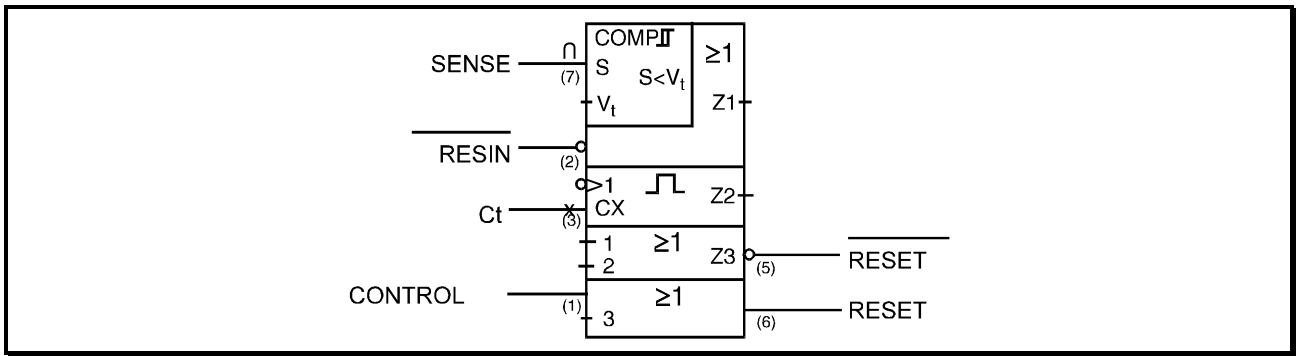 COMP
≥1
SENSE
∩
(7)
S
S<Vt
Vt
Z1
RESIN
(2)
>1
Z2
Ct
X
(3)
CX
1
≥1
Z3
2
(5)
RESET
CONTROL
(1)
≥1
3
(6)
RESET